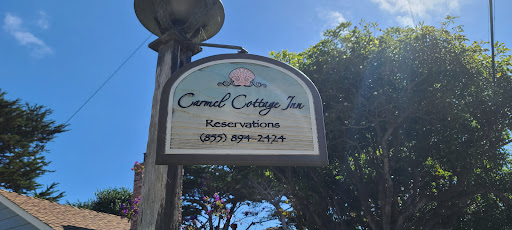 Carmel Cottage Inn
Reservations
(855) 894-2424